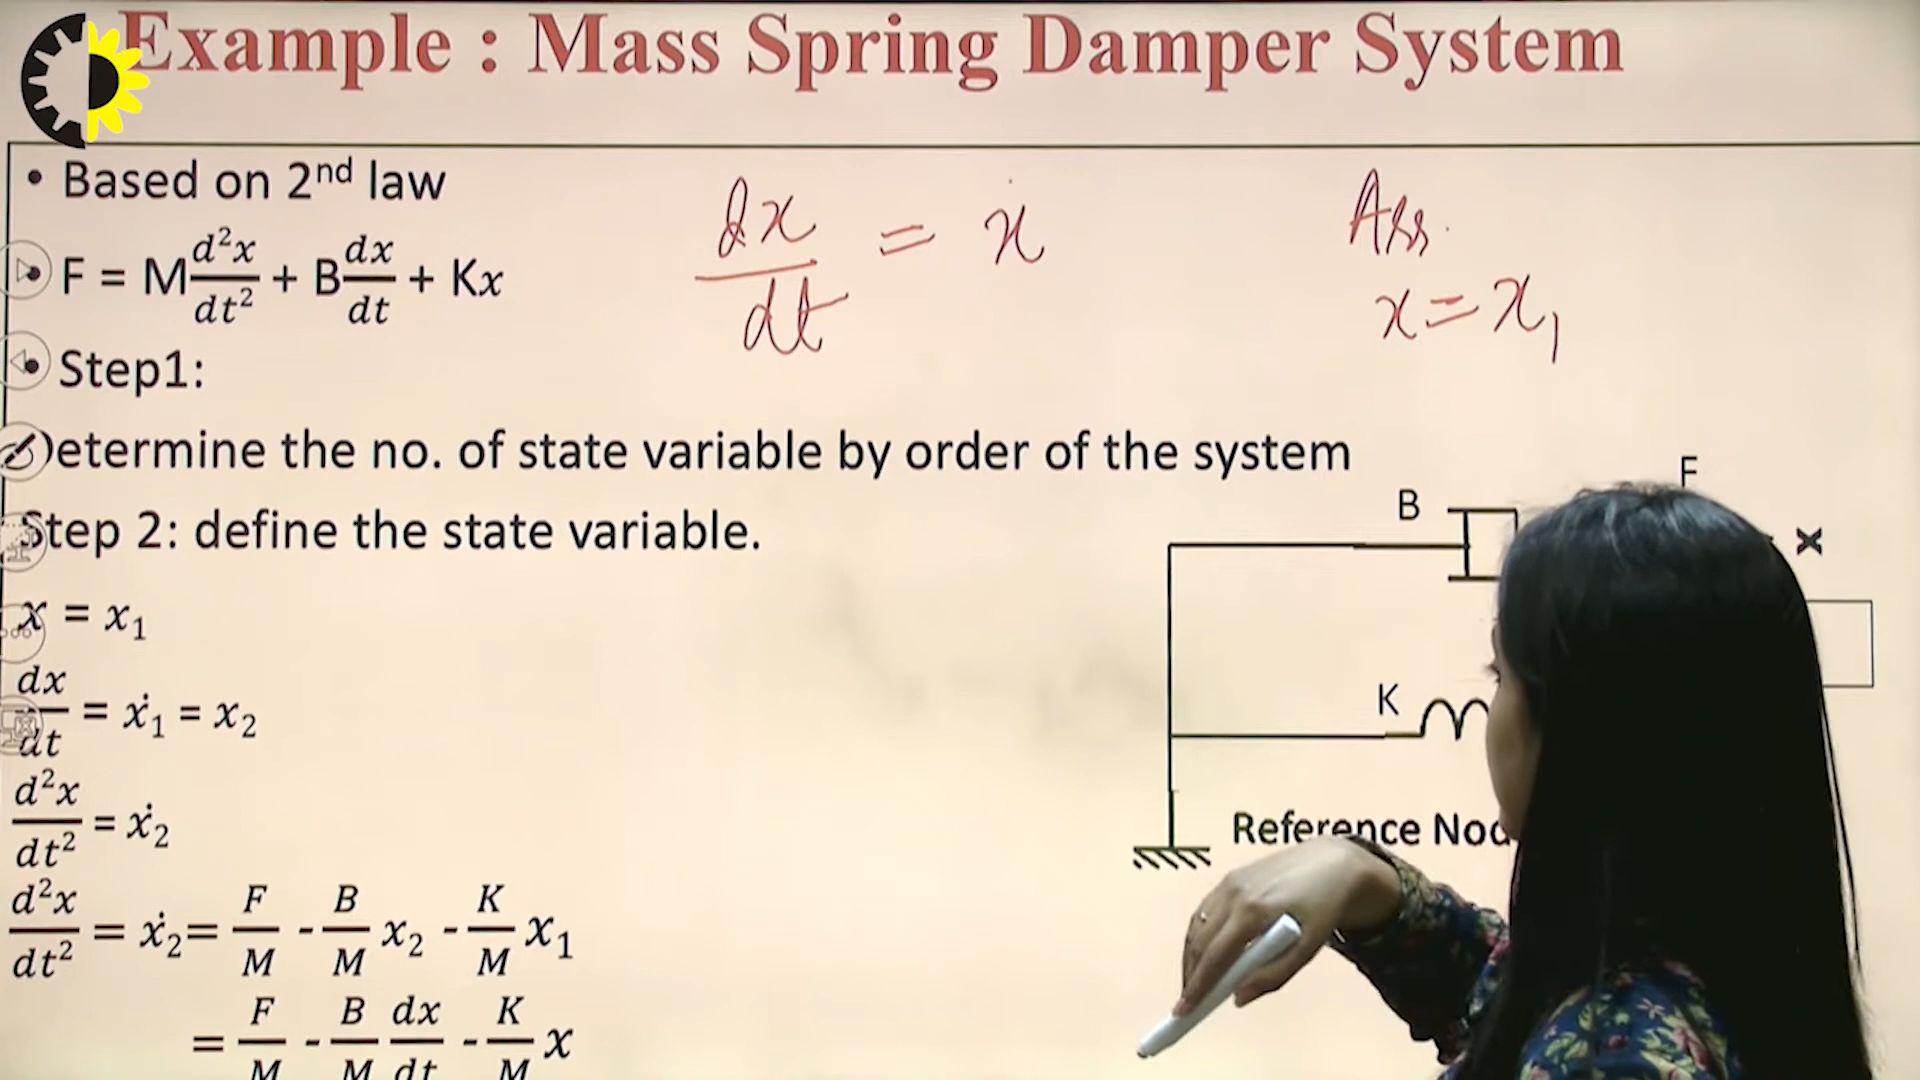 Example : Mass Spring Damper System
• Based on 2ⁿᵈ law
• F = M d²x/dt² + B dx/dt + Kx
dx/dt = ẋ
Ass.
x = x₁
• Step1:
Determine the no. of state variable by order of the system
Step 2: define the state variable.
x = x₁
dx/dt = ẋ₁ = x₂
d²x/dt² = ẋ₂
d²x/dt² = ẋ₂= F/M - B/M x₂ - K/M x₁
= F/M - B/M dx/dt - K/M x
F
B
x
K
Reference Nod